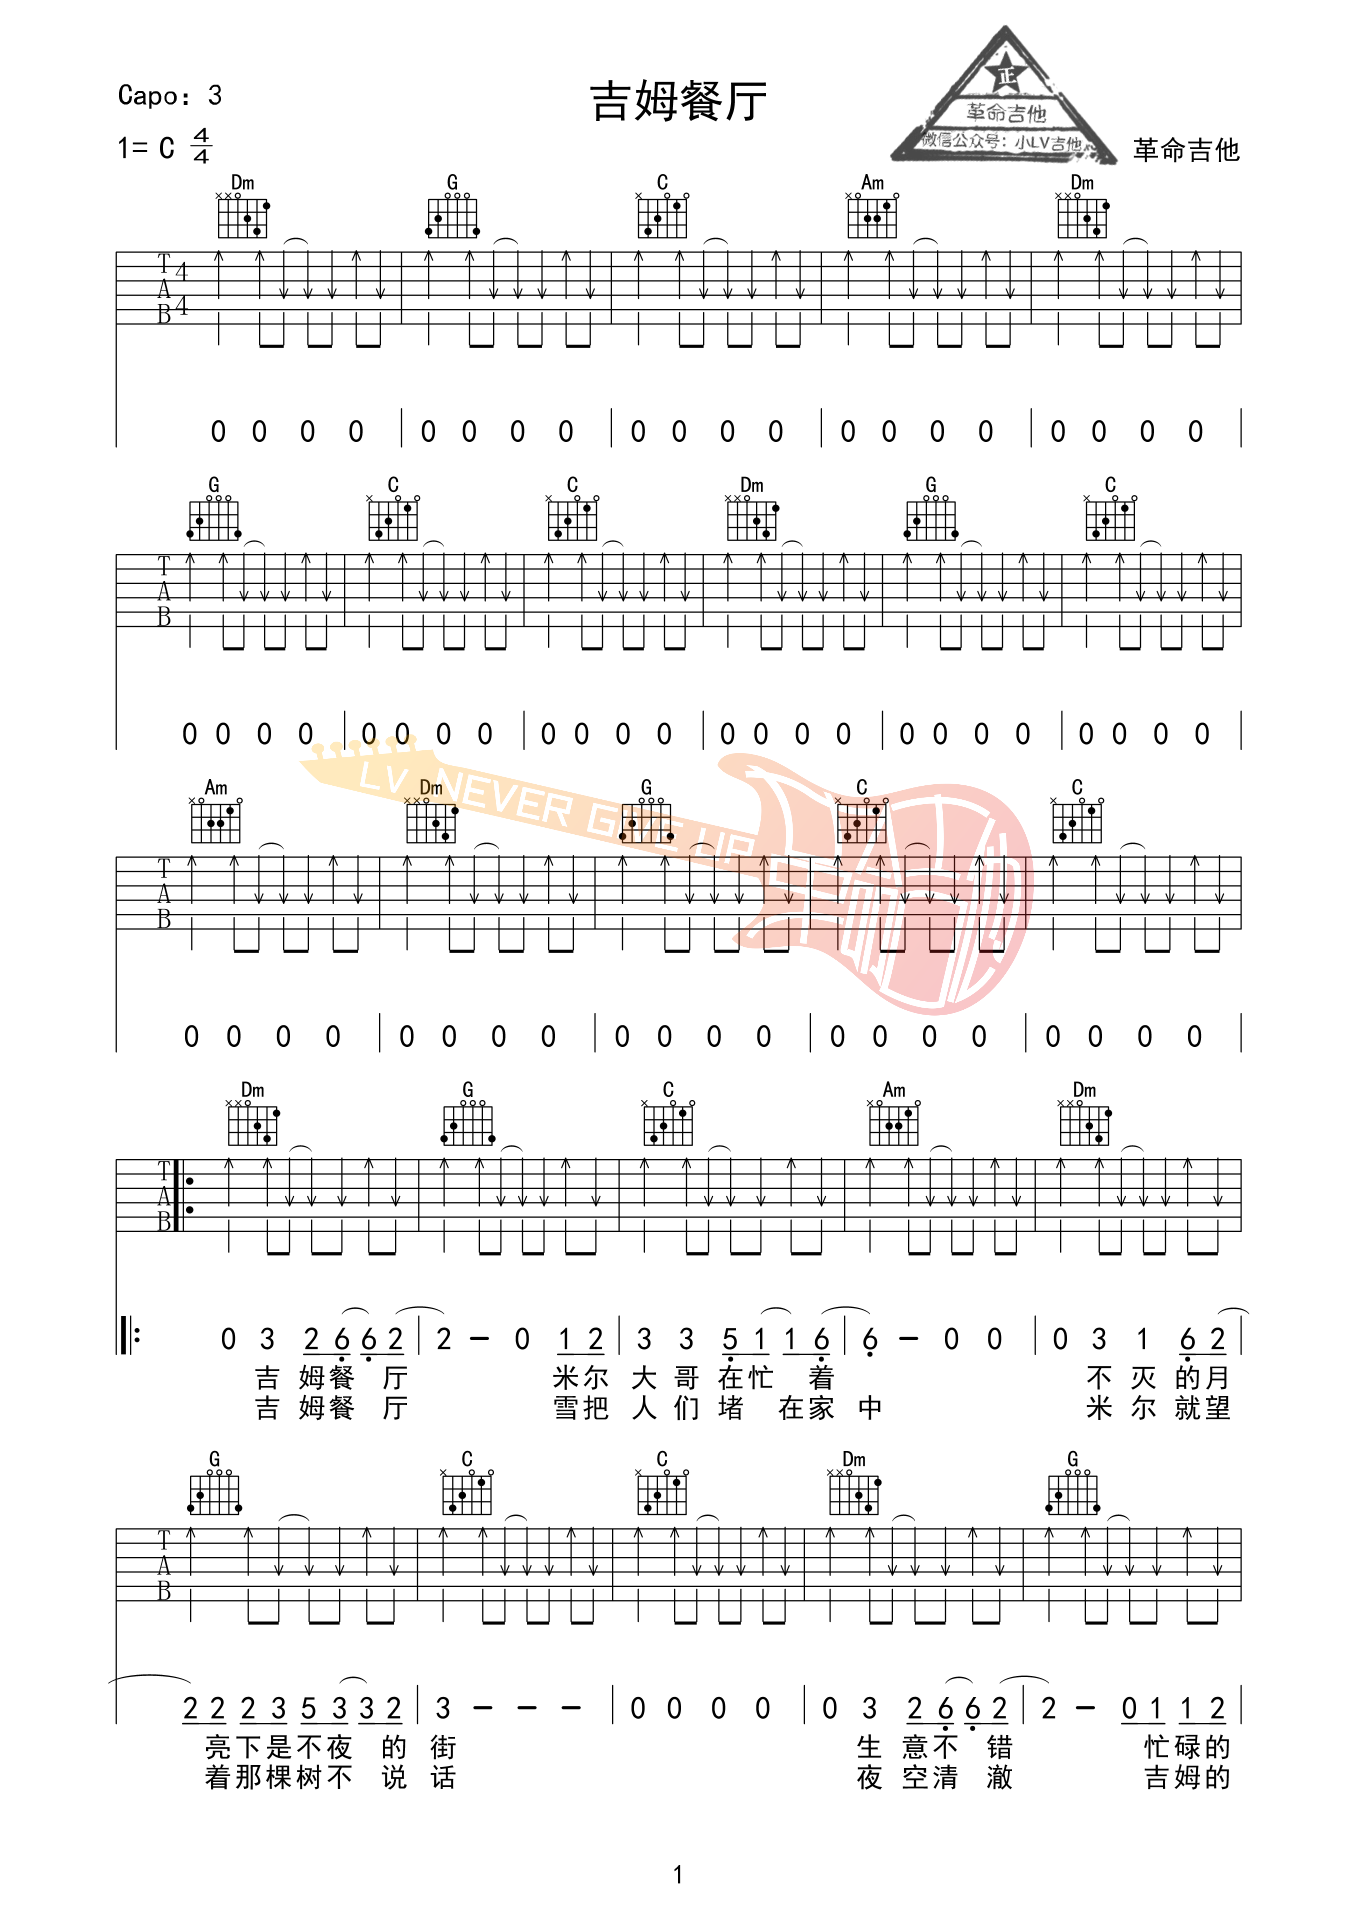 Capo: 3
吉姆餐厅
正
革命吉他
微信公众号: 小LV吉他
1= C 4/4
革命吉他
Dm G C Am Dm
TAB 4/4
0 0 0 0 | 0 0 0 0 | 0 0 0 0 | 0 0 0 0 | 0 0 0 0 |
G C C Dm G C
TAB
0 0 0 0 | 0 0 0 0 | 0 0 0 0 | 0 0 0 0 | 0 0 0 0 | 0 0 0 0 |
LV NEVER GIVE UP
Am Dm G C C
TAB
0 0 0 0 | 0 0 0 0 | 0 0 0 0 | 0 0 0 0 | 0 0 0 0 |
Dm G C Am Dm
TAB
0 3 2 6 6 2 | 2 - 0 1 2 | 3 3 5 1 1 6 | 6 - 0 0 | 0 3 1 6 2 |
吉 姆餐 厅 米尔 大 哥 在忙 着 不 灭 的月
吉 姆餐 厅 雪把 人 们 堵 在家 中 米 尔 就望
G C C Dm G
TAB
2 2 2 3 5 3 3 2 | 3 - - - | 0 0 0 0 | 0 3 2 6 6 2 | 2 - 0 1 1 2 |
亮下是不夜 的 街 生 意不 错 忙碌的
着那棵树不 说 话 夜 空清 澈 吉姆的
1